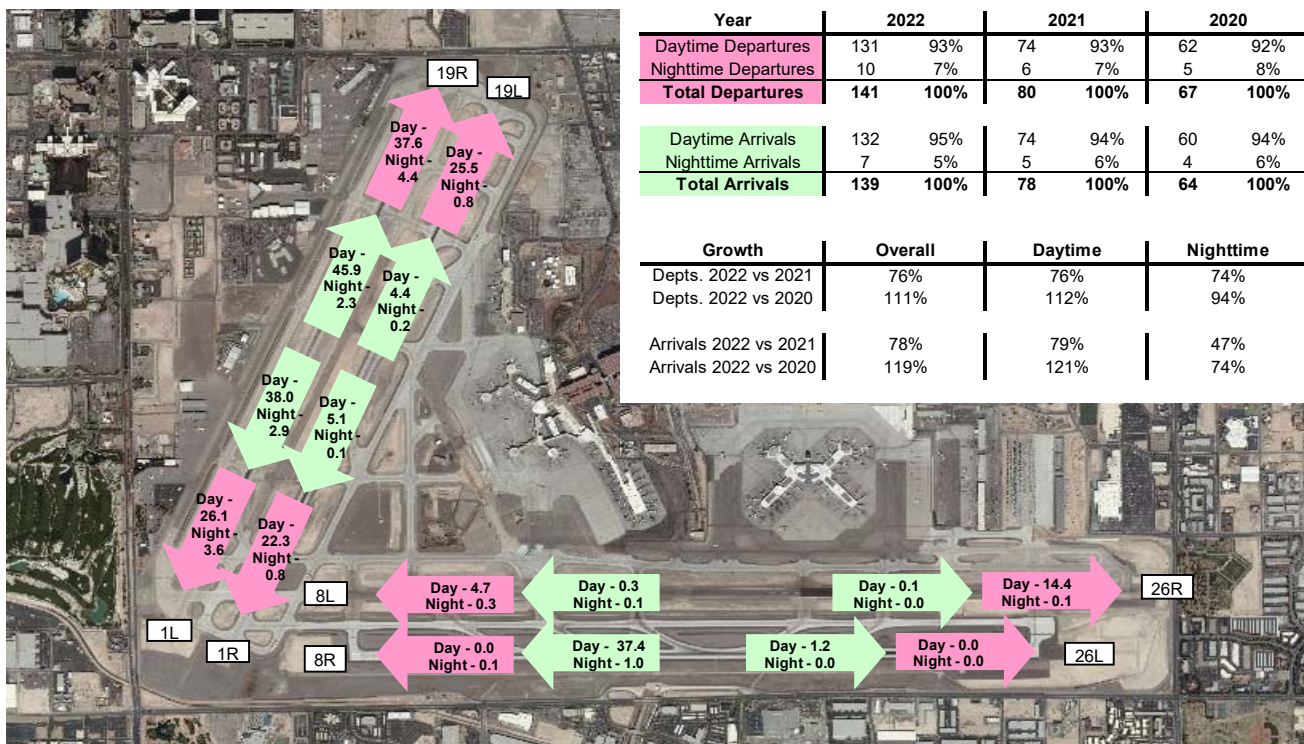 Year 2022 2021 2020
Daytime Departures 131 93% 74 93% 62 92%
Nighttime Departures 10 7% 6 7% 5 8%
Total Departures 141 100% 80 100% 67 100%
Daytime Arrivals 132 95% 74 94% 60 94%
Nighttime Arrivals 7 5% 5 6% 4 6%
Total Arrivals 139 100% 78 100% 64 100%
Growth Overall Daytime Nighttime
Depts. 2022 vs 2021 76% 76% 74%
Depts. 2022 vs 2020 111% 112% 94%
Arrivals 2022 vs 2021 78% 79% 47%
Arrivals 2022 vs 2020 119% 121% 74%
19R
19L
Day -
37.6
Night -
4.4
Day -
25.5
Night -
0.8
Day -
45.9
Night -
2.3
Day -
4.4
Night -
0.2
Day -
38.0
Night -
2.9
Day -
5.1
Night -
0.1
Day -
26.1
Night -
3.6
Day -
22.3
Night -
0.8
1L
1R
8L
Day - 4.7
Night - 0.3
Day - 0.3
Night - 0.1
Day - 0.1
Night - 0.0
Day - 14.4
Night - 0.1
26R
8R
Day - 0.0
Night - 0.1
Day - 37.4
Night - 1.0
Day - 1.2
Night - 0.0
Day - 0.0
Night - 0.0
26L